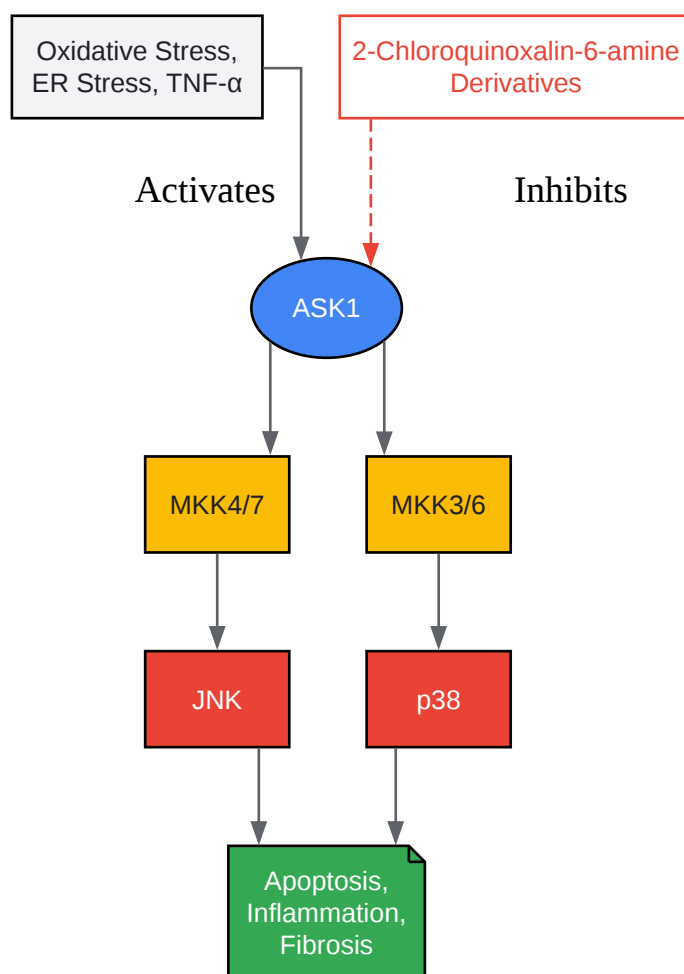 Oxidative Stress,
ER Stress, TNF-α
2-Chloroquinoxalin-6-amine
Derivatives
Activates
Inhibits
ASK1
MKK4/7
MKK3/6
JNK
p38
Apoptosis,
Inflammation,
Fibrosis